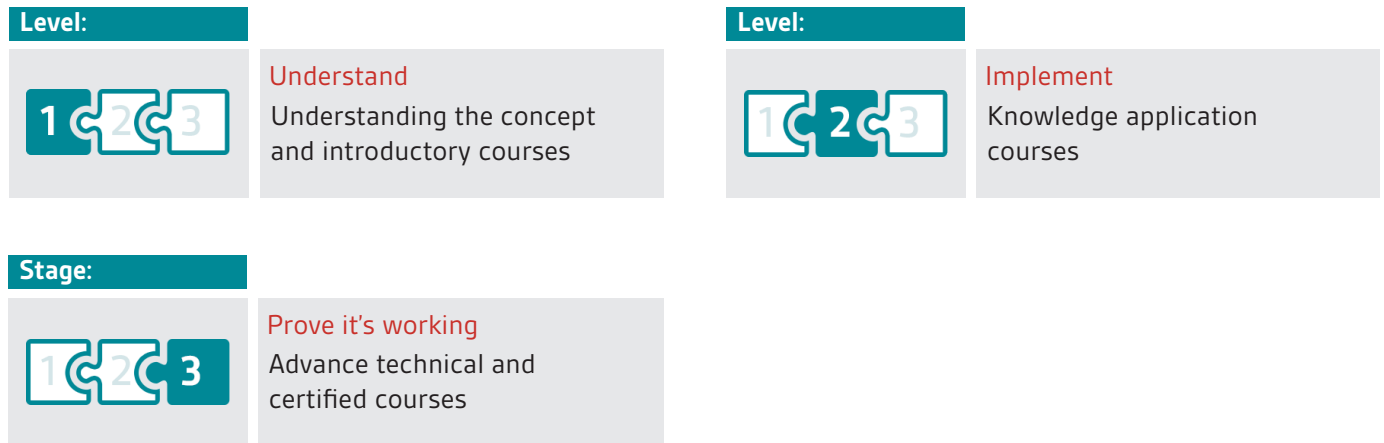 Level:
1 2 3
Understand
Understanding the concept
and introductory courses
Level:
1 2 3
Implement
Knowledge application
courses
Stage:
1 2 3
Prove it's working
Advance technical and
certified courses